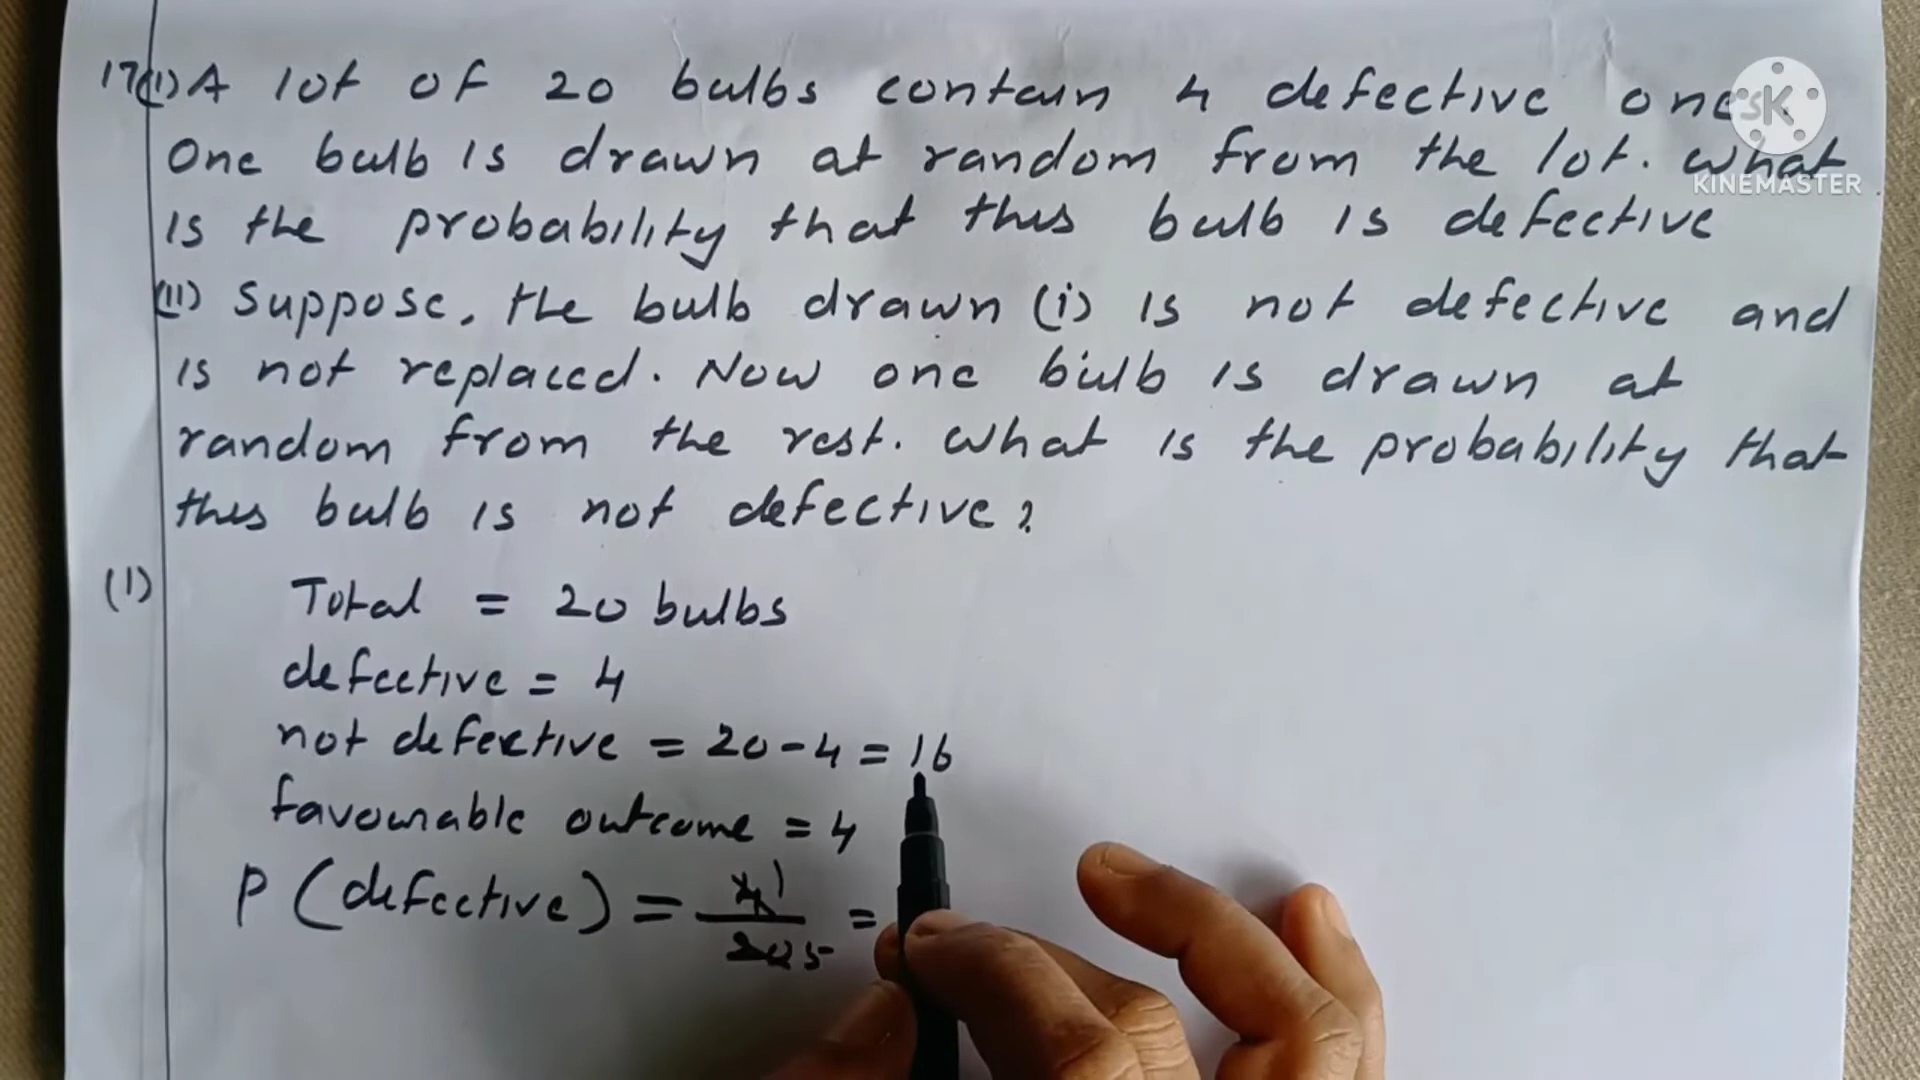 17(i) A lot of 20 bulbs contain 4 defective ones.
KINEMASTER
One bulb is drawn at random from the lot. What
is the probability that this bulb is defective
(ii) Suppose, the bulb drawn (i) is not defective and
is not replaced. Now one bulb is drawn at
random from the rest. What is the probability that
this bulb is not defective?
(i) Total = 20 bulbs
defective = 4
not defective = 20-4 = 16
favourable outcome = 4
P (defective) = 4 1 / 20 5 =